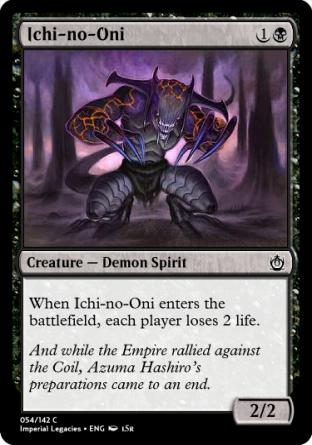 Ichi-no-Oni 1
Creature — Demon Spirit
When Ichi-no-Oni enters the
battlefield, each player loses 2 life.
And while the Empire rallied against
the Coil, Azuma Hashiro's
preparations came to an end.
054/142 C
Imperial Legacies • ENG
2/2